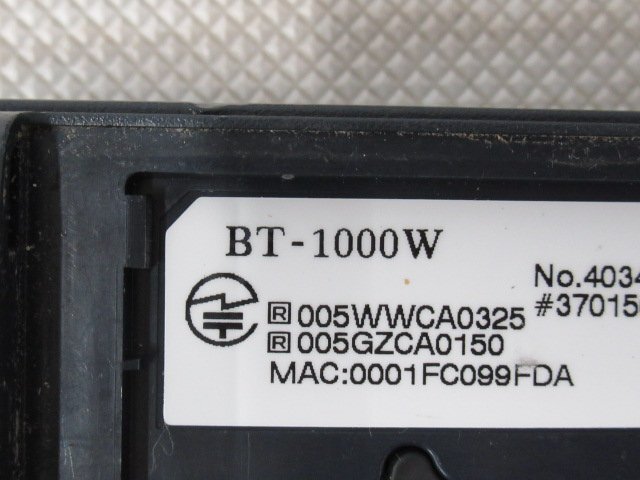 BT-1000W
No.4034
#37015
R 005WWCA0325
R 005GZCA0150
MAC:0001FC099FDA